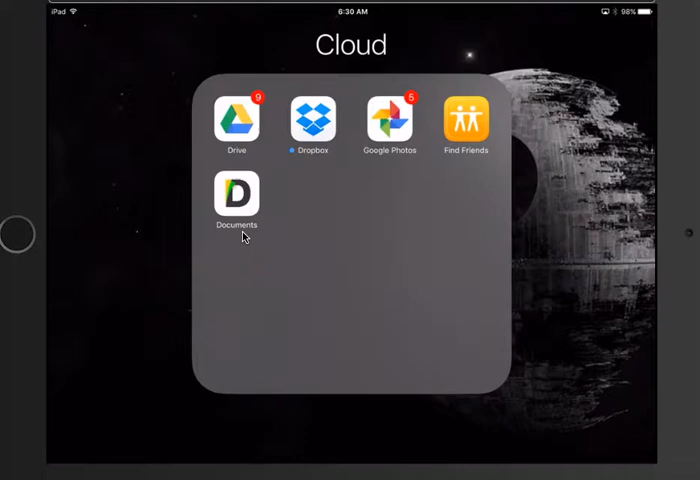 iPad 6:30 AM 98%
Cloud
9 5
Drive Dropbox Google Photos Find Friends
D
Documents